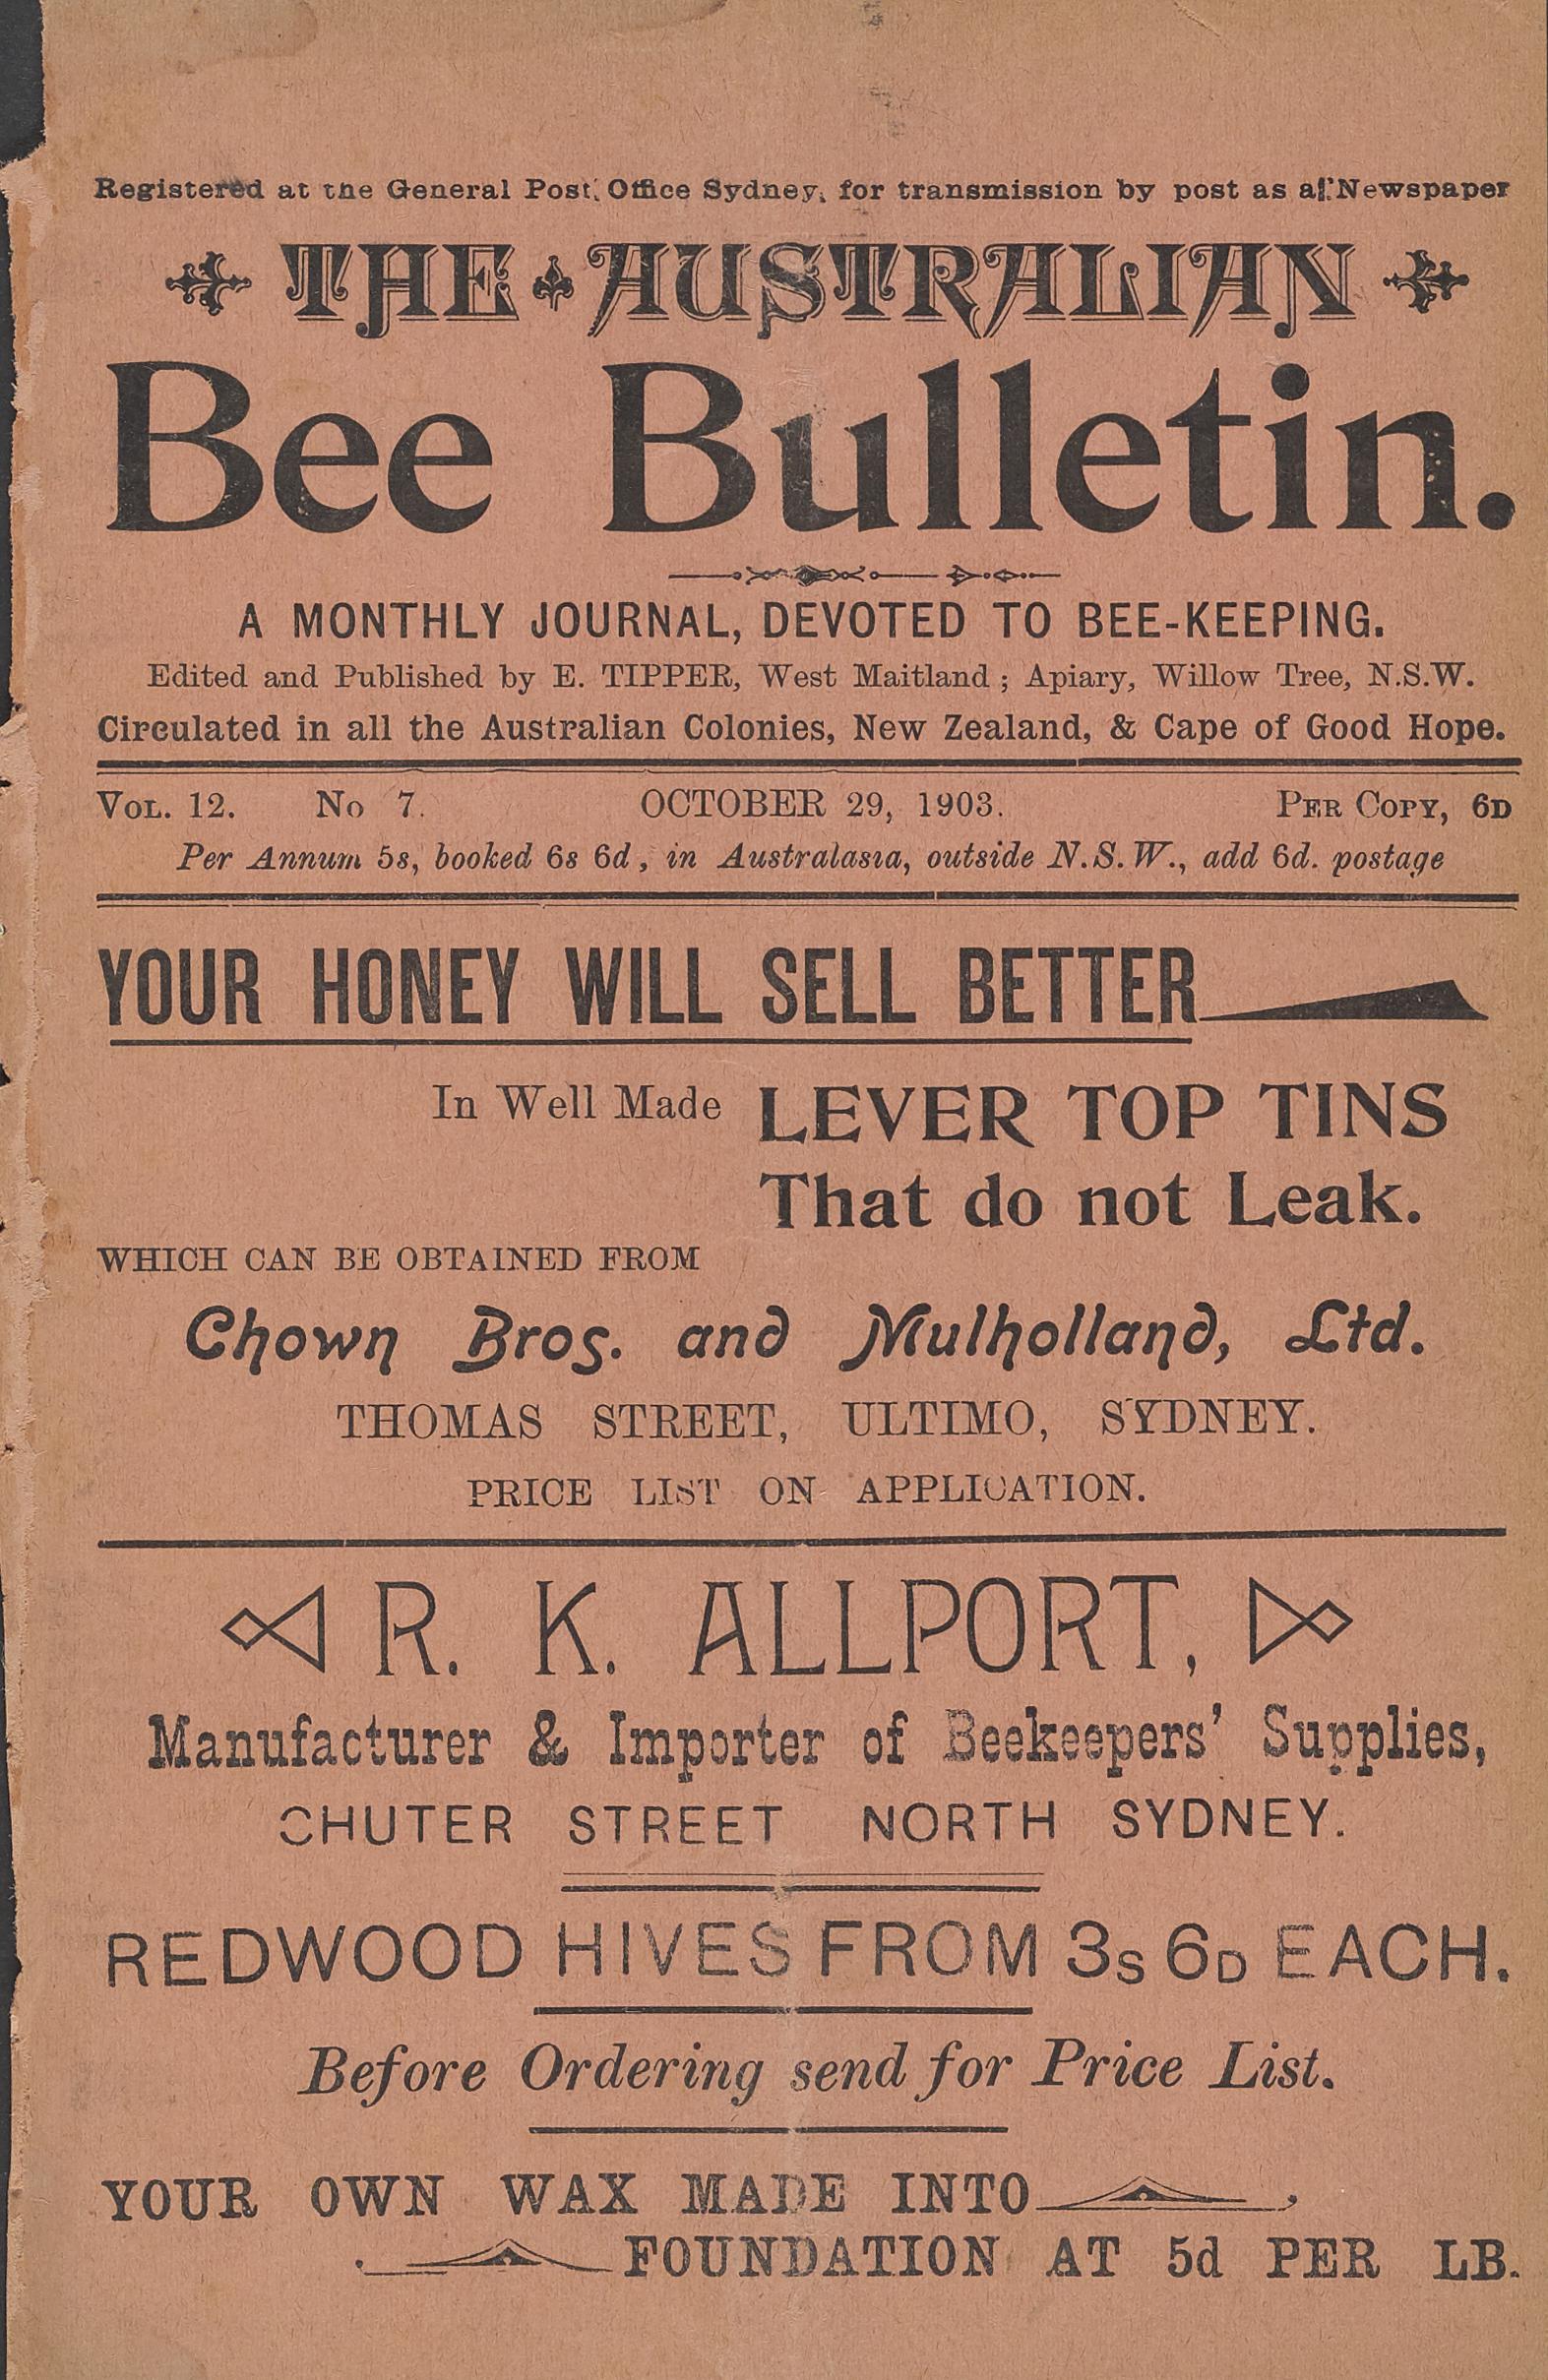 Registered at the General Post Office Sydney, for transmission by post as a Newspaper
THE AUSTRALIAN
Bee Bulletin.
A MONTHLY JOURNAL, DEVOTED TO BEE-KEEPING.
Edited and Published by E. TIPPER, West Maitland ; Apiary, Willow Tree, N.S.W.
Circulated in all the Australian Colonies, New Zealand, & Cape of Good Hope.
VOL. 12. No 7. OCTOBER 29, 1903. PER COPY, 6D
Per Annum 5s, booked 6s 6d, in Australasia, outside N.S.W., add 6d. postage
YOUR HONEY WILL SELL BETTER
In Well Made LEVER TOP TINS
That do not Leak.
WHICH CAN BE OBTAINED FROM
Chown Bros. and Mulholland, Ltd.
THOMAS STREET, ULTIMO, SYDNEY.
PRICE LIST ON APPLICATION.
R. K. ALLPORT,
Manufacturer & Importer of Beekeepers' Supplies,
CHUTER STREET NORTH SYDNEY.
REDWOOD HIVES FROM 3s 6D EACH.
Before Ordering send for Price List.
YOUR OWN WAX MADE INTO
FOUNDATION AT 5d PER LB.